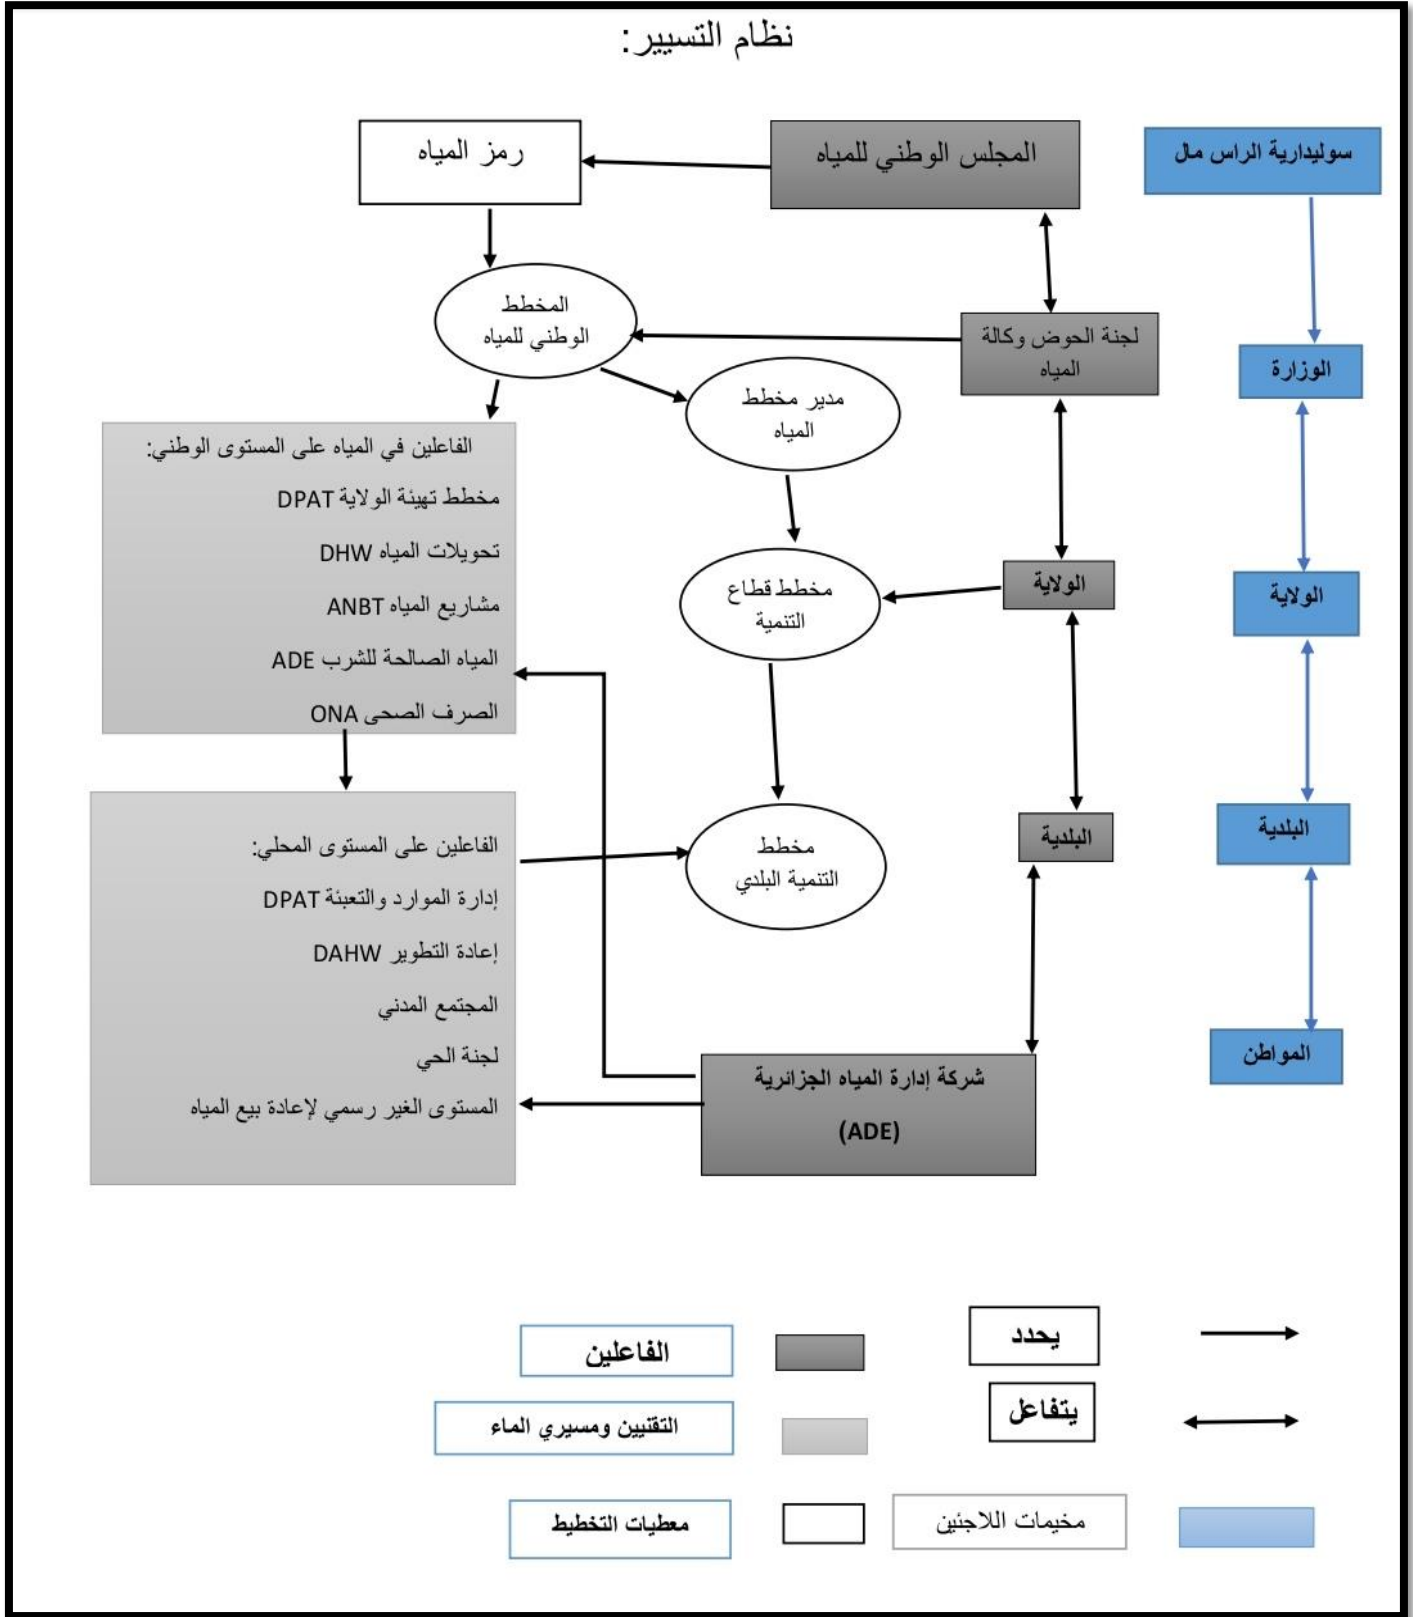 نظام التسيير:
سوليدارية الراس مال
المجلس الوطني للمياه
رمز المياه
المخطط
الوطني للمياه
لجنة الحوض وكالة
المياه
الوزارة
مدير مخطط
المياه
الفاعلين في المياه على المستوى الوطني:
مخطط تهيئة الولاية DPAT
تحويلات المياه DHW
مشاريع المياه ANBT
المياه الصالحة للشرب ADE
الصرف الصحى ONA
الولاية
الولاية
مخطط قطاع
التنمية
البلدية
البلدية
مخطط
التنمية البلدي
الفاعلين على المستوى المحلي:
إدارة الموارد والتعبئة DPAT
إعادة التطوير DAHW
المجتمع المدني
لجنة الحي
المستوى الغير رسمي لإعادة بيع المياه
المواطن
شركة إدارة المياه الجزائرية
(ADE)
يحدد
الفاعلين
يتفاعل
التقنيين ومسيري الماء
مخيمات اللاجئين
معطيات التخطيط